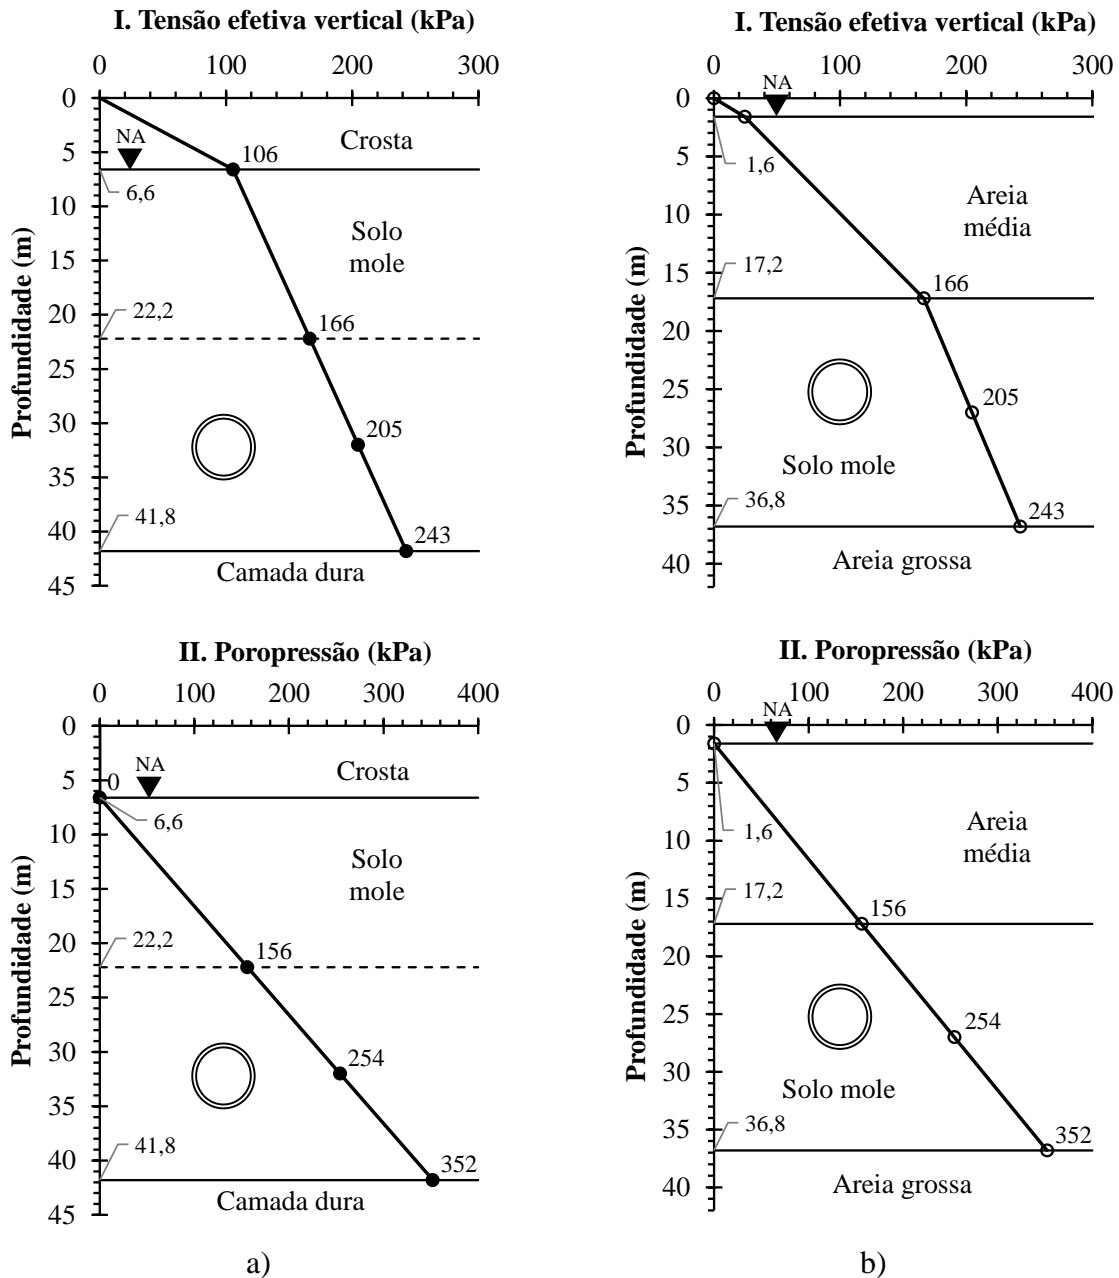 I. Tensão efetiva vertical (kPa)
0 100 200 300
Profundidade (m)
0
5
10
15
20
25
30
35
40
45
NA
Crosta
106
6,6
Solo
mole
22,2
166
205
41,8
243
Camada dura
I. Tensão efetiva vertical (kPa)
0 100 200 300
Profundidade (m)
0
5
10
15
20
25
30
35
40
NA
1,6
Areia
média
17,2
166
205
Solo mole
36,8
243
Areia grossa
II. Poropressão (kPa)
0 100 200 300 400
Profundidade (m)
0
5
10
15
20
25
30
35
40
45
NA
Crosta
0
6,6
Solo
mole
22,2
156
254
41,8
352
Camada dura
a)
II. Poropressão (kPa)
0 100 200 300 400
Profundidade (m)
0
5
10
15
20
25
30
35
40
NA
1,6
Areia
média
17,2
156
254
Solo mole
36,8
352
Areia grossa
b)